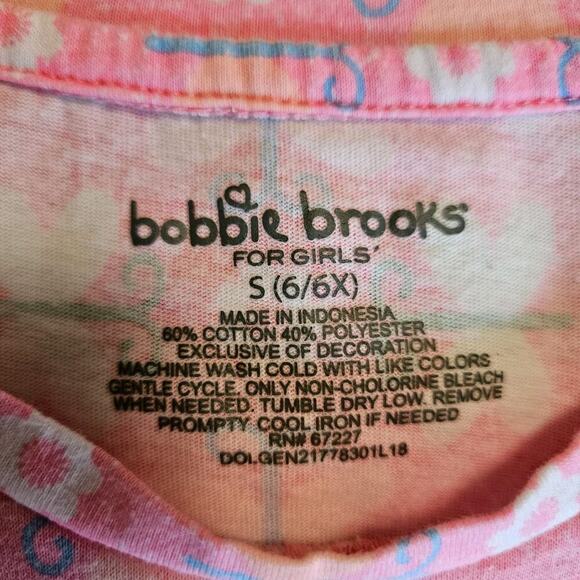 bobbie brooks
FOR GIRLS'
S (6/6X)
MADE IN INDONESIA
60% COTTON 40% POLYESTER
EXCLUSIVE OF DECORATION
MACHINE WASH COLD WITH LIKE COLORS
GENTLE CYCLE. ONLY NON-CHOLORINE BLEACH
WHEN NEEDED. TUMBLE DRY LOW. REMOVE
PROMPTY. COOL IRON IF NEEDED
RN# 67227
DOI.GEN21778301L18